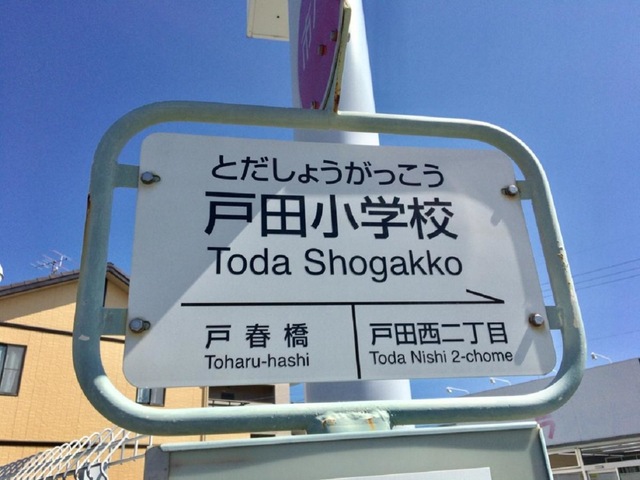 とだしょうがっこう
戸田小学校
Toda Shogakko
戸春橋
Toharu-hashi
戸田西二丁目
Toda Nishi 2-chome